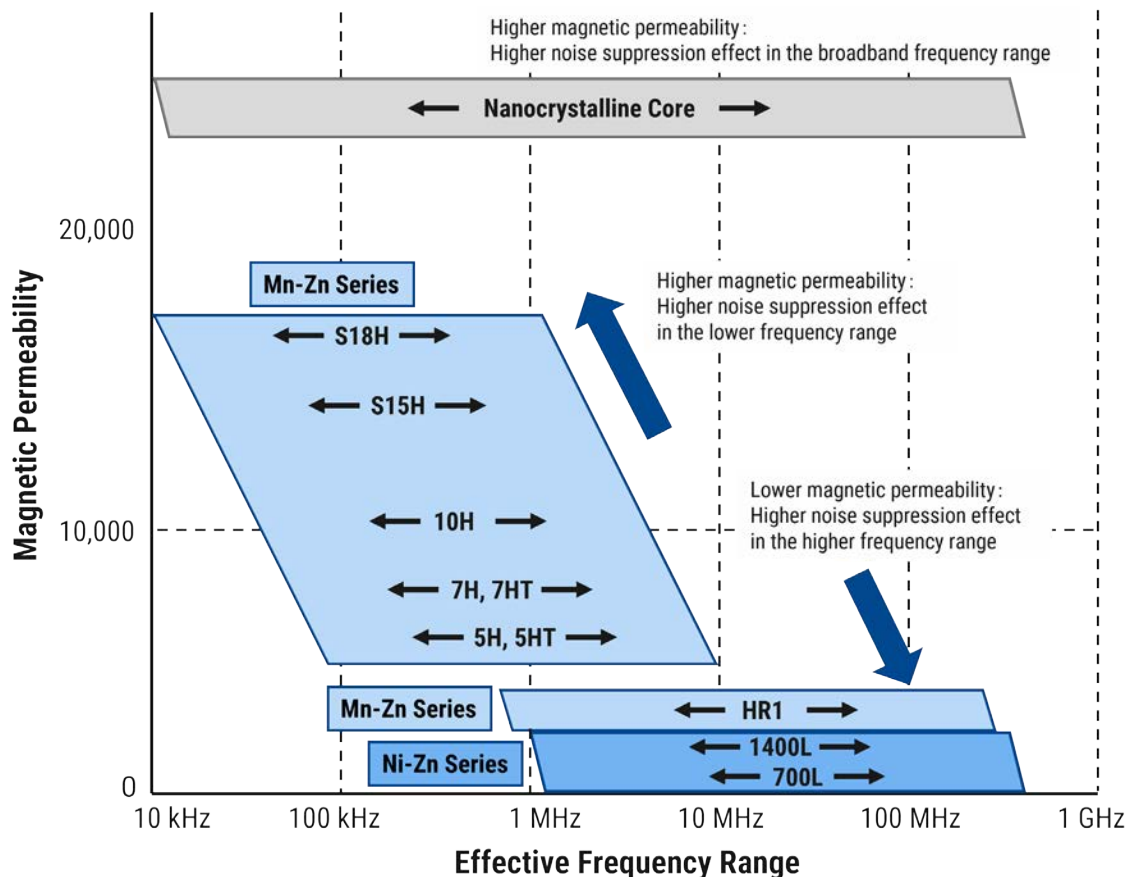 Higher magnetic permeability:
Higher noise suppression effect in the broadband frequency range
Nanocrystalline Core
20,000
Mn-Zn Series
Higher magnetic permeability:
Higher noise suppression effect
in the lower frequency range
S18H
S15H
Magnetic Permeability
Lower magnetic permeability:
Higher noise suppression effect
in the higher frequency range
10,000
10H
7H, 7HT
5H, 5HT
Mn-Zn Series
HR1
Ni-Zn Series
1400L
700L
0
10 kHz
100 kHz
1 MHz
10 MHz
100 MHz
1 GHz
Effective Frequency Range